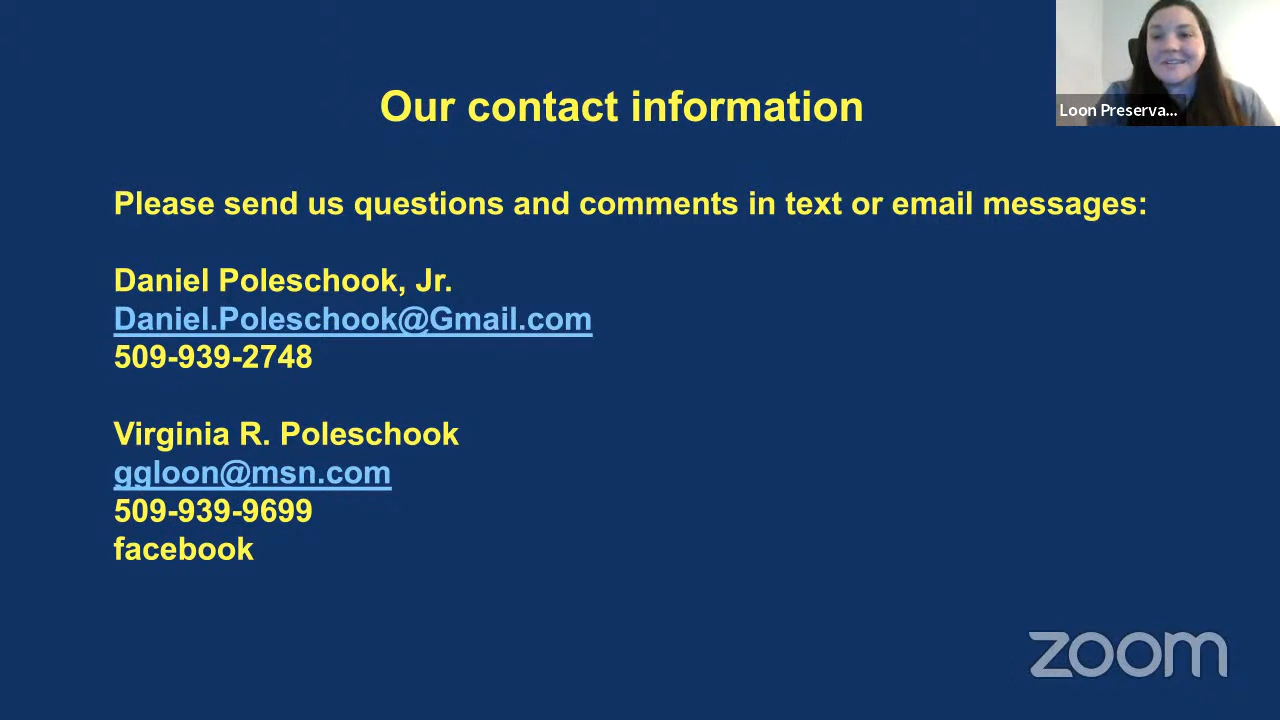 Our contact information
Loon Preserva...
Please send us questions and comments in text or email messages:
Daniel Poleschook, Jr.
Daniel.Poleschook@Gmail.com
509-939-2748
Virginia R. Poleschook
ggloon@msn.com
509-939-9699
facebook
zoom